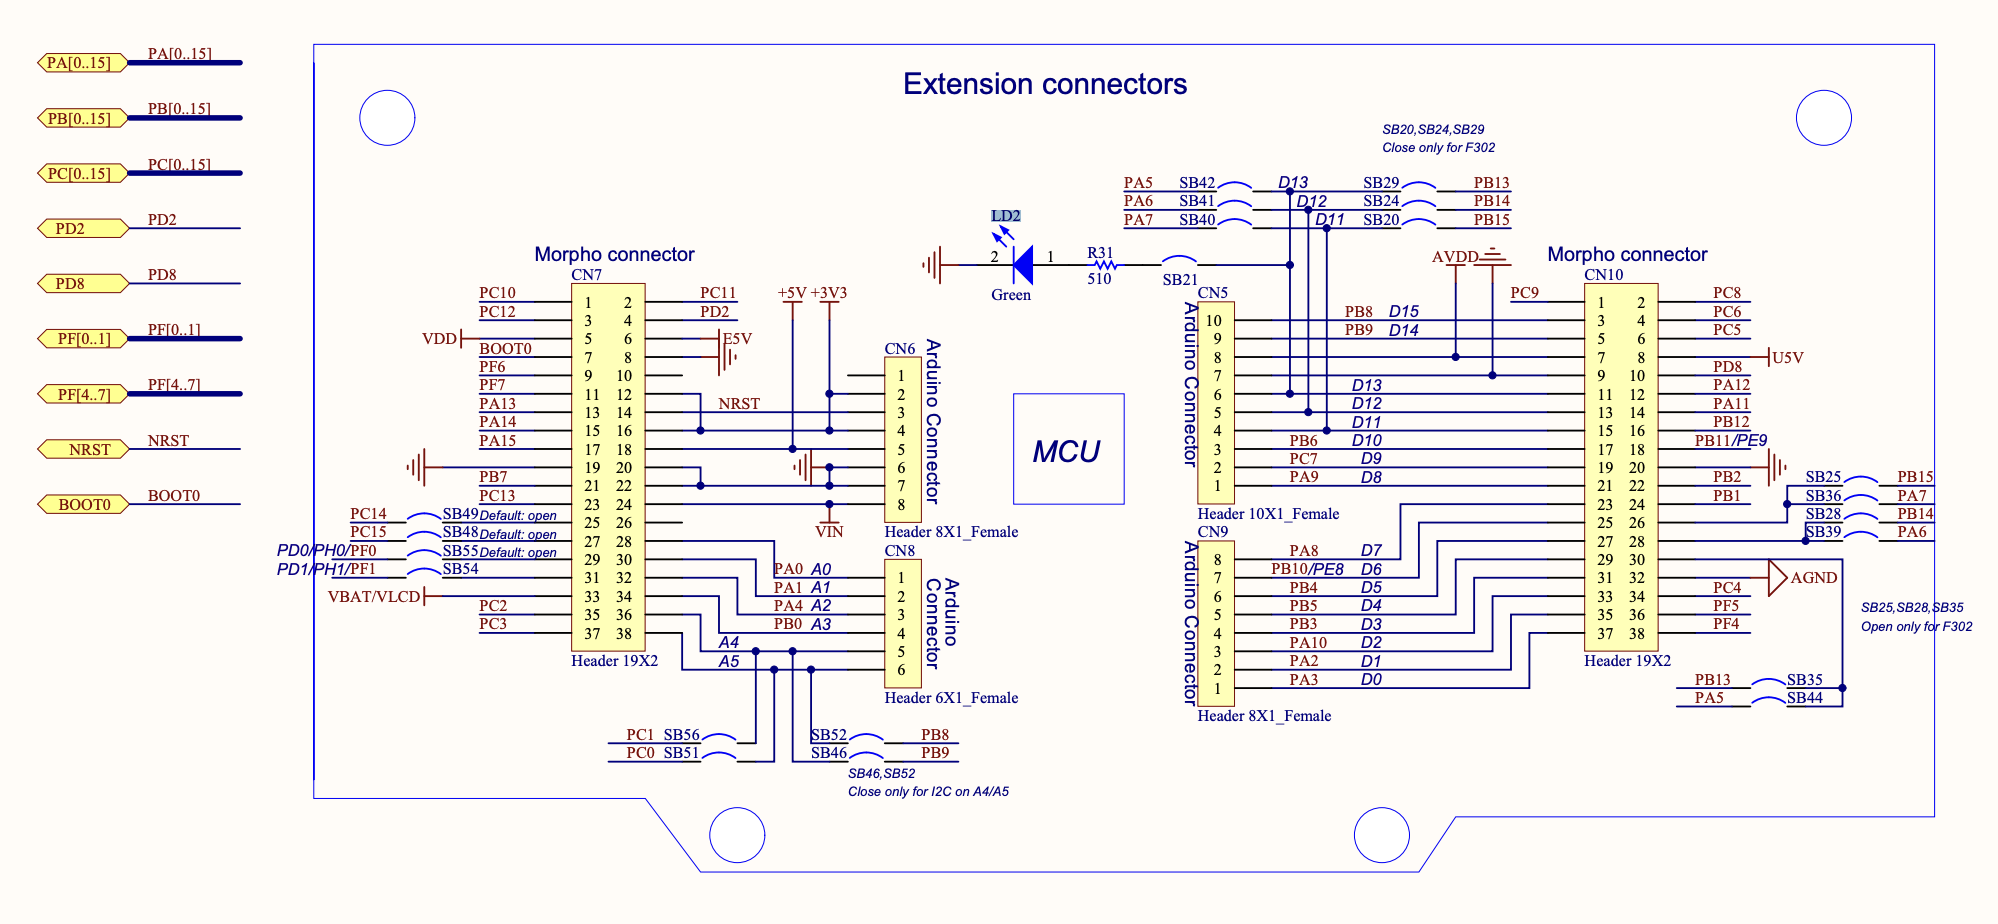 Extension connectors
PA[0..15] PA[0..15]
PB[0..15] PB[0..15]
PC[0..15] PC[0..15]
PD2 PD2
PD8 PD8
PF[0..1] PF[0..1]
PF[4..7] PF[4..7]
NRST NRST
BOOT0 BOOT0
SB20,SB24,SB29
Close only for F302
PA5 SB42 D13 SB29 PB13
PA6 SB41 D12 SB24 PB14
PA7 SB40 D11 SB20 PB15
LD2
2 1
Green
R31
510
SB21
Morpho connector
CN7
PC10 1 2 PC11
PC12 3 4 PD2
VDD 5 6 E5V
BOOT0 7 8
PF6 9 10
PF7 11 12
PA13 13 14 NRST
PA14 15 16
PA15 17 18
19 20
PB7 21 22
PC13 23 24
PC14 SB49 Default: open 25 26
PC15 SB48 Default: open 27 28
PD0/PH0/PF0 SB55 Default: open 29 30
PD1/PH1/PF1 SB54 31 32
VBAT/VLCD 33 34
PC2 35 36
PC3 37 38
Header 19X2
+5V +3V3
CN6
Arduino Connector
1
2
3
4
5
6
7
8
VIN
Header 8X1_Female
CN8
Arduino
Connector
PA0 A0 1
PA1 A1 2
PA4 A2 3
PB0 A3 4
A4 5
A5 6
Header 6X1_Female
PC1 SB56 SB52 PB8
PC0 SB51 SB46 PB9
SB46,SB52
Close only for I2C on A4/A5
MCU
CN5
Arduino Connector
10 PB8 D15
9 PB9 D14
8
7
6 D13
5 D12
4 D11
3 PB6 D10
2 PC7 D9
1 PA9 D8
Header 10X1_Female
AVDD
CN9
Arduino Connector
8 PA8 D7
7 PB10/PE8 D6
6 PB4 D5
5 PB5 D4
4 PB3 D3
3 PA10 D2
2 PA2 D1
1 PA3 D0
Header 8X1_Female
Morpho connector
CN10
PC9 1 2 PC8
3 4 PC6
5 6 PC5
7 8 U5V
9 10 PD8
11 12 PA12
13 14 PA11
15 16 PB12
17 18 PB11/PE9
19 20
21 22 PB2
23 24 PB1
25 26
27 28
29 30
31 32 AGND
33 34 PC4
35 36 PF5
37 38 PF4
Header 19X2
SB25 PB15
SB36 PA7
SB28 PB14
SB39 PA6
SB25,SB28,SB35
Open only for F302
PB13 SB35
PA5 SB44